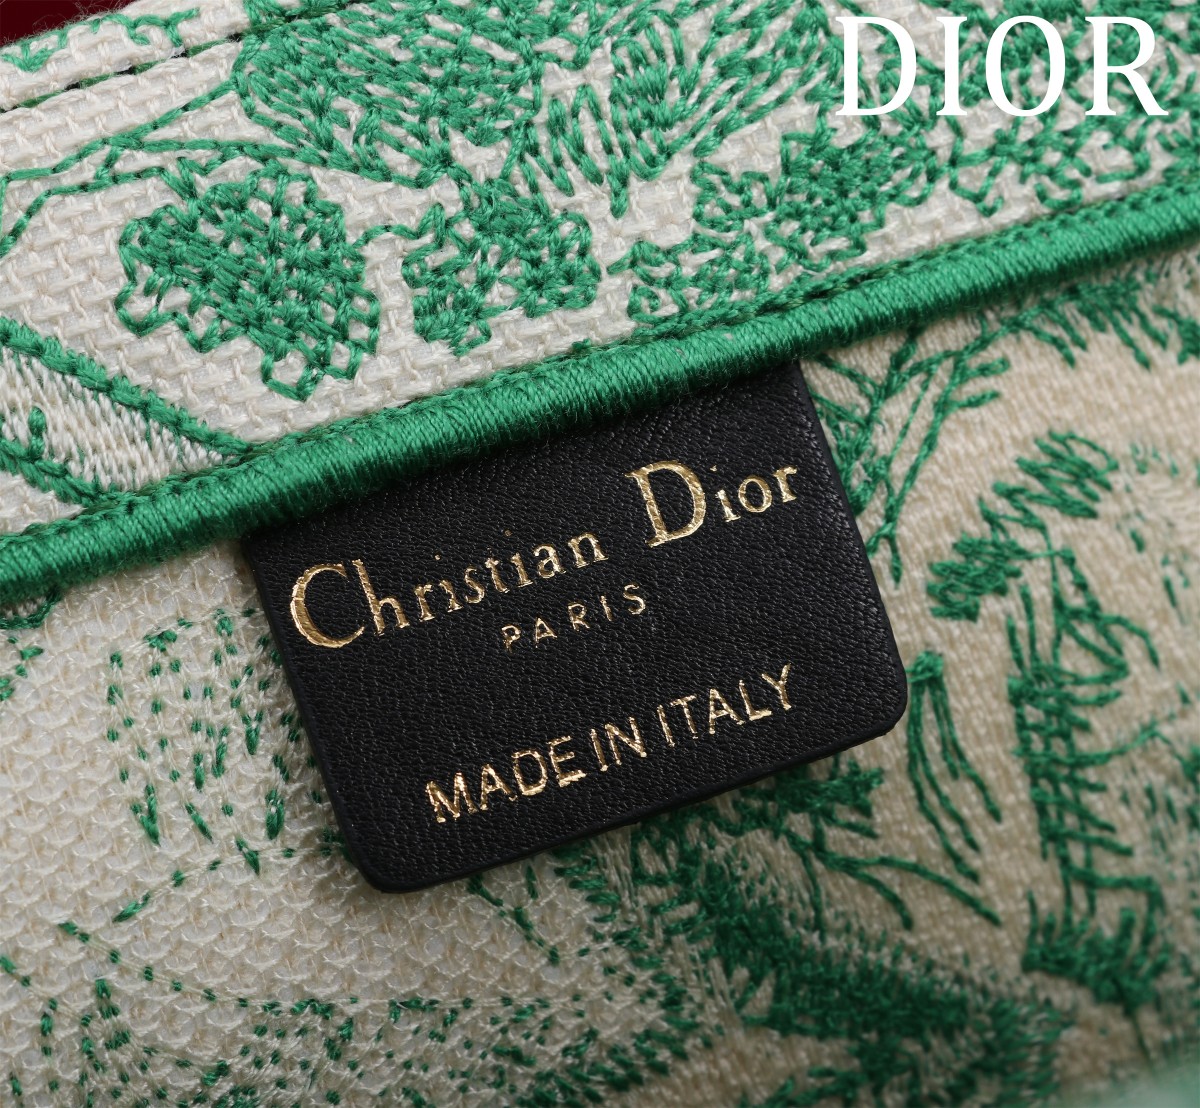 DIOR
Christian Dior
PARIS
MADE IN ITALY